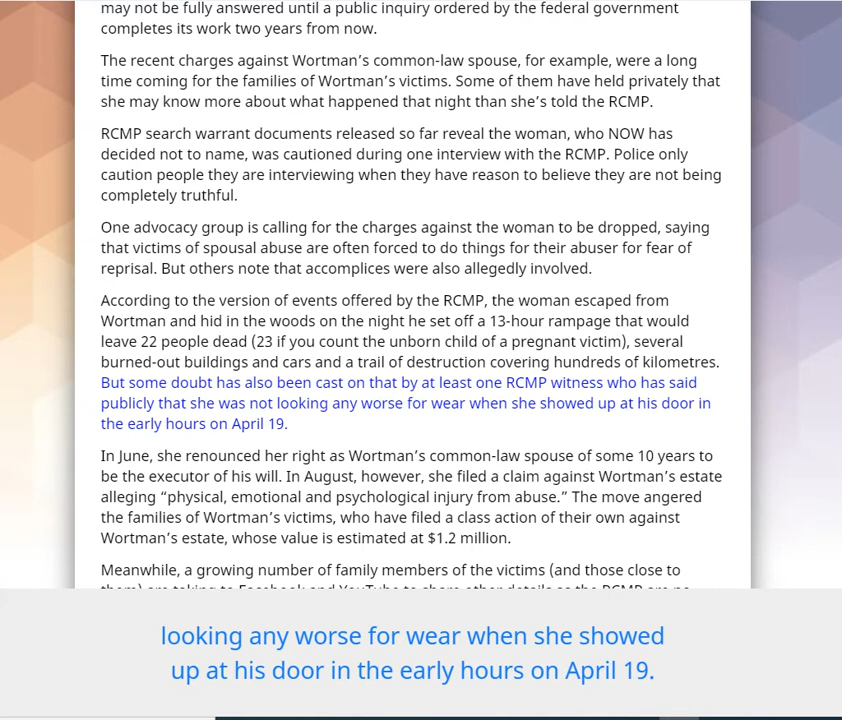 may not be fully answered until a public inquiry ordered by the federal government
completes its work two years from now.
The recent charges against Wortman’s common-law spouse, for example, were a long
time coming for the families of Wortman’s victims. Some of them have held privately that
she may know more about what happened that night than she’s told the RCMP.
RCMP search warrant documents released so far reveal the woman, who NOW has
decided not to name, was cautioned during one interview with the RCMP. Police only
caution people they are interviewing when they have reason to believe they are not being
completely truthful.
One advocacy group is calling for the charges against the woman to be dropped, saying
that victims of spousal abuse are often forced to do things for their abuser for fear of
reprisal. But others note that accomplices were also allegedly involved.
According to the version of events offered by the RCMP, the woman escaped from
Wortman and hid in the woods on the night he set off a 13-hour rampage that would
leave 22 people dead (23 if you count the unborn child of a pregnant victim), several
burned-out buildings and cars and a trail of destruction covering hundreds of kilometres.
But some doubt has also been cast on that by at least one RCMP witness who has said
publicly that she was not looking any worse for wear when she showed up at his door in
the early hours on April 19.
In June, she renounced her right as Wortman’s common-law spouse of some 10 years to
be the executor of his will. In August, however, she filed a claim against Wortman’s estate
alleging “physical, emotional and psychological injury from abuse.” The move angered
the families of Wortman’s victims, who have filed a class action of their own against
Wortman’s estate, whose value is estimated at $1.2 million.
Meanwhile, a growing number of family members of the victims (and those close to
them) are taking to Facebook and YouTube to share other details as the RCMP are no
looking any worse for wear when she showed
up at his door in the early hours on April 19.